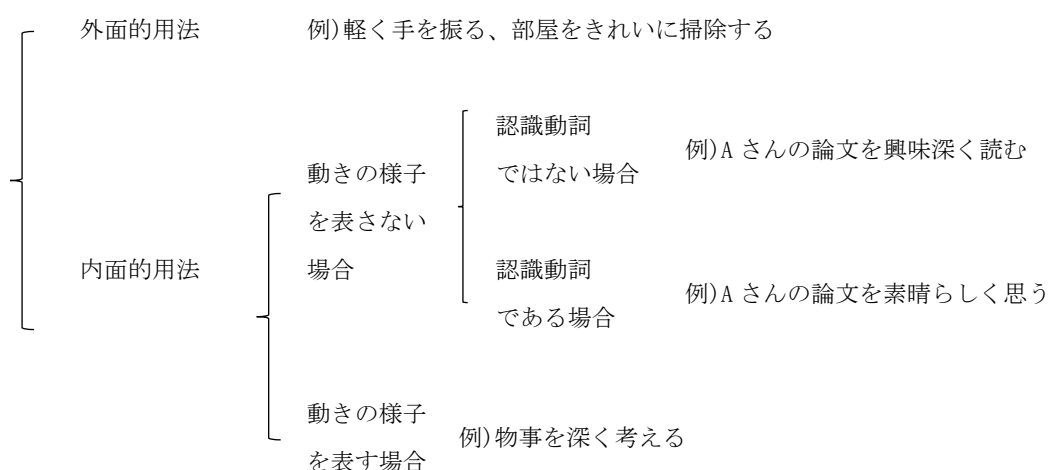 外面的用法 例)軽く手を振る、部屋をきれいに掃除する
認識動詞
ではない場合
例)Aさんの論文を興味深く読む
動きの様子
を表さない
場合
内面的用法
認識動詞
である場合
例)Aさんの論文を素晴らしく思う
動きの様子
を表す場合
例)物事を深く考える